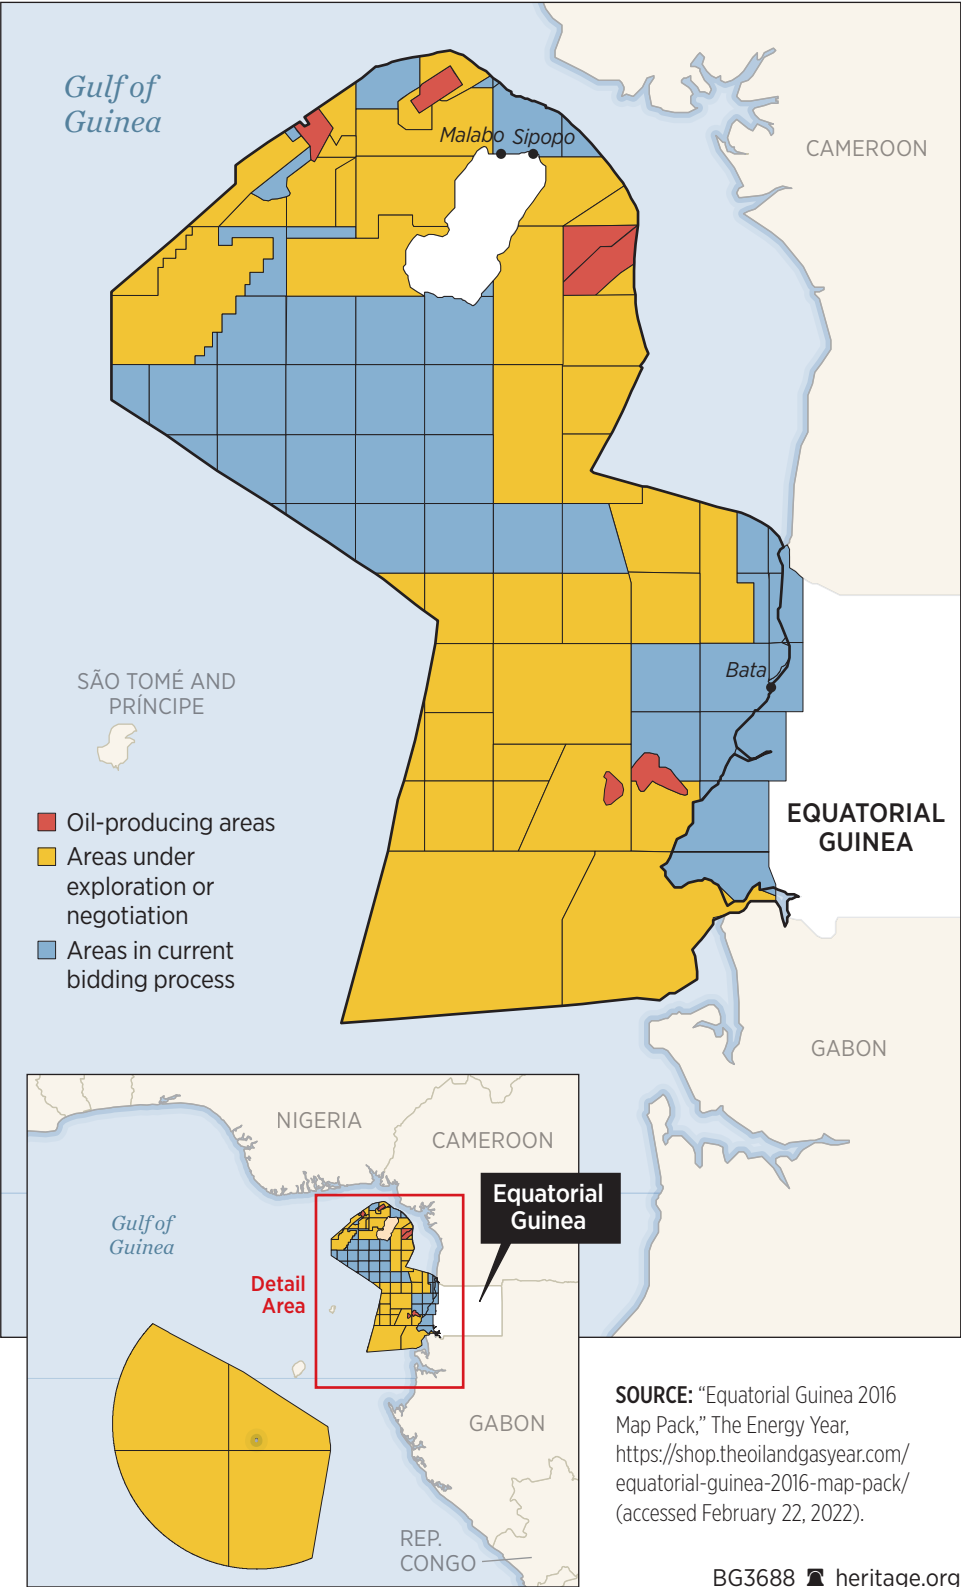 Gulf of
Guinea
Malabo
Sipopo
CAMEROON
SÃO TOMÉ AND
PRÍNCIPE
Bata
Oil-producing areas
Areas under
exploration or
negotiation
Areas in current
bidding process
EQUATORIAL
GUINEA
GABON
NIGERIA
CAMEROON
Equatorial
Guinea
Gulf of
Guinea
Detail
Area
GABON
REP.
CONGO
SOURCE: “Equatorial Guinea 2016
Map Pack,” The Energy Year,
https://shop.theoilandgasyear.com/
equatorial-guinea-2016-map-pack/
(accessed February 22, 2022).
BG3688 heritage.org